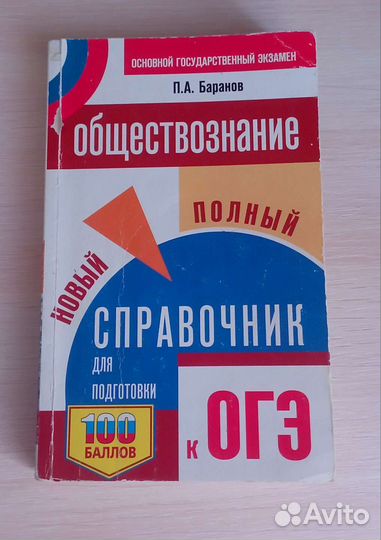 ОСНОВНОЙ ГОСУДАРСТВЕННЫЙ ЭКЗАМЕН
П.А. Баранов
ОБЩЕСТВОЗНАНИЕ
НОВЫЙ
ПОЛНЫЙ
СПРАВОЧНИК
ДЛЯ
ПОДГОТОВКИ
100
БАЛЛОВ
К ОГЭ
Avito